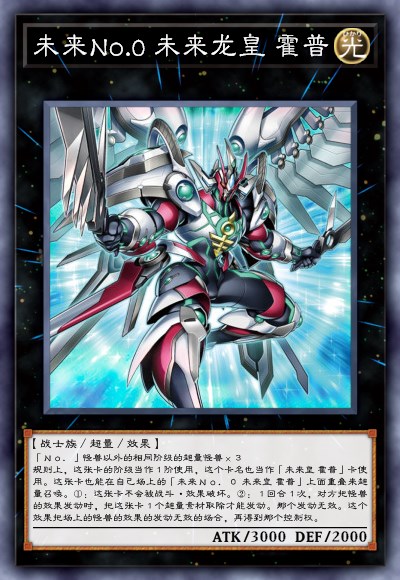 未来No.0 未来龙皇 霍普
光
【战士族/超量/效果】
「No.」怪兽以外的相同阶级的超量怪兽×3
规则上，这张卡的阶级当作1阶使用，这个卡名也当作「未来皇 霍普」卡使
用。这张卡也能在自己场上的「未来No.0 未来皇 霍普」上面重叠来超
量召唤。①：这张卡不会被战斗·效果破坏。②：1回合1次，对方把怪兽
的效果发动时，把这张卡1个超量素材取除才能发动。那个发动无效。这个
效果把场上的怪兽的效果的发动无效的场合，再得到那个控制权。
ATK/3000 DEF/2000